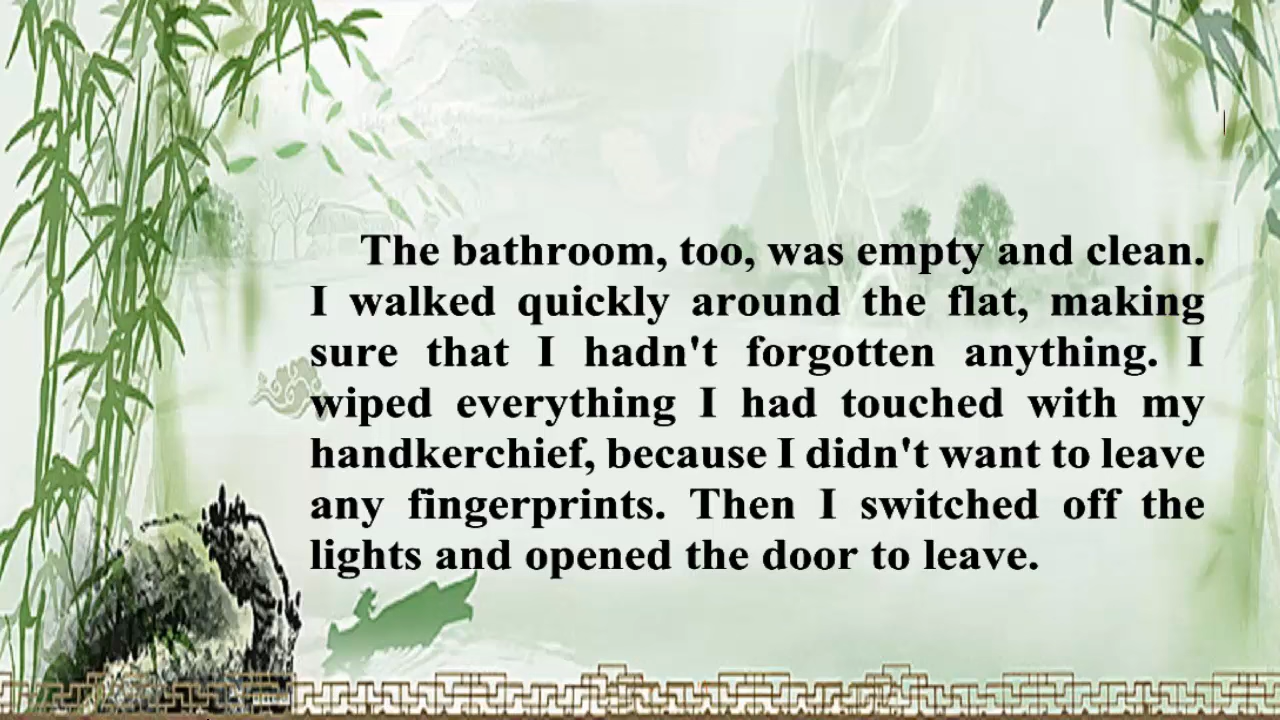 The bathroom, too, was empty and clean.
I walked quickly around the flat, making
sure that I hadn't forgotten anything. I
wiped everything I had touched with my
handkerchief, because I didn't want to leave
any fingerprints. Then I switched off the
lights and opened the door to leave.